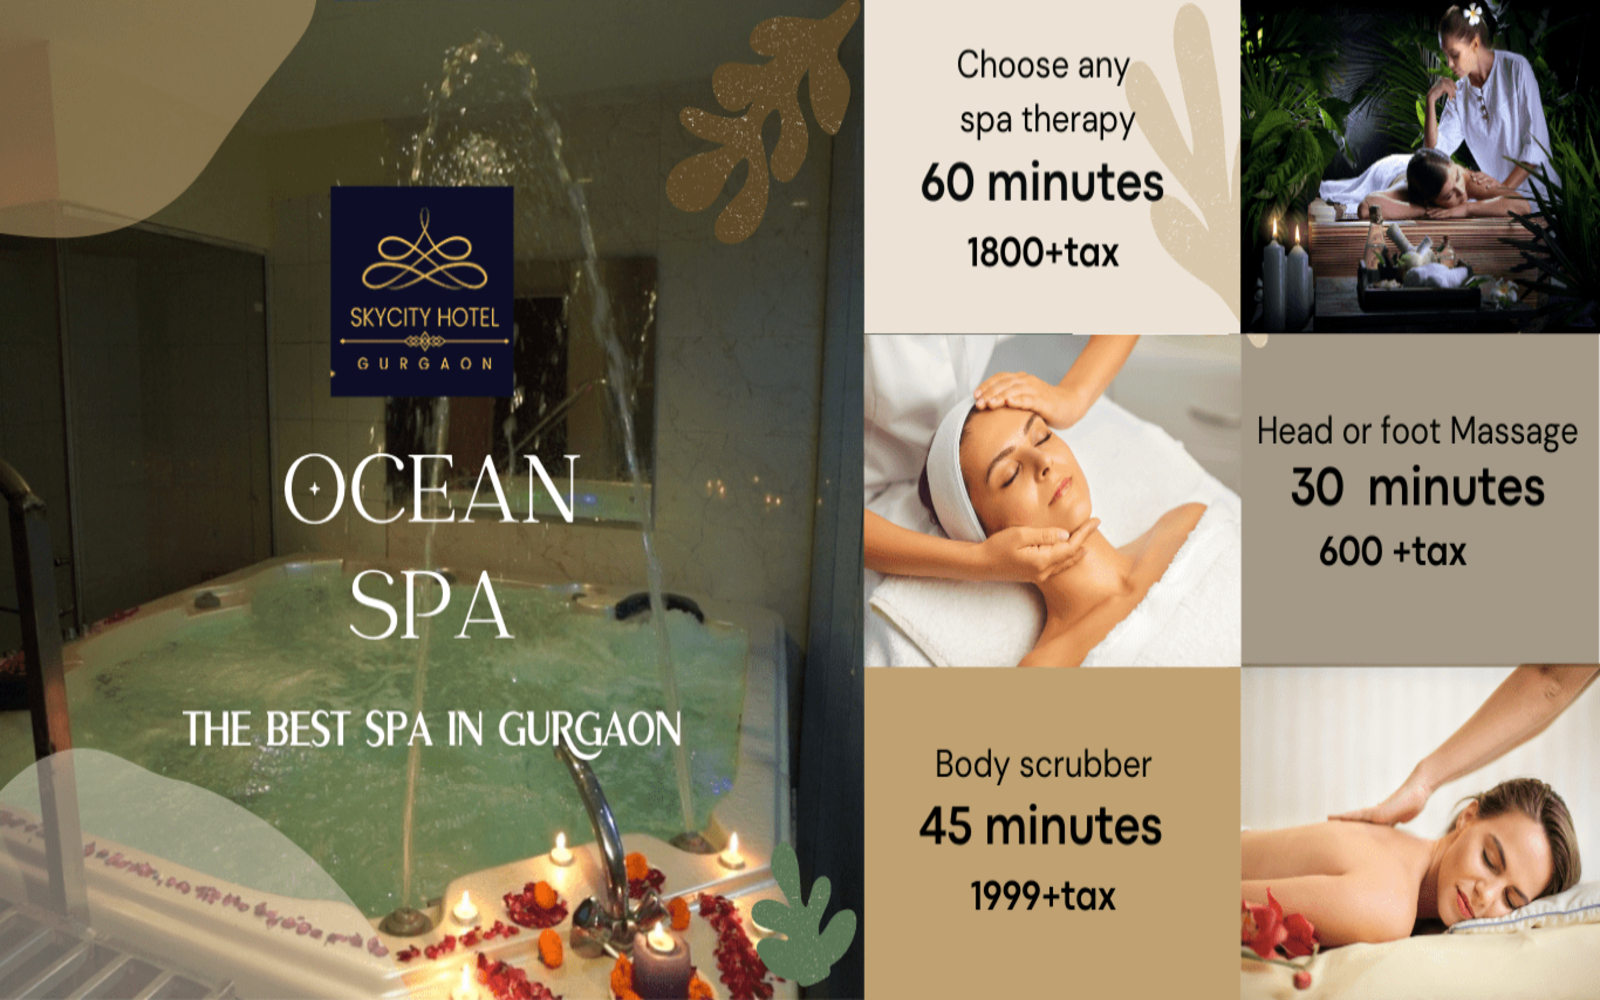 SKYCITY HOTEL
GURGAON
OCEAN
SPA
THE BEST SPA IN GURGAON
Choose any
spa therapy
60 minutes
1800+tax
Head or foot Massage
30 minutes
600 +tax
Body scrubber
45 minutes
1999+tax